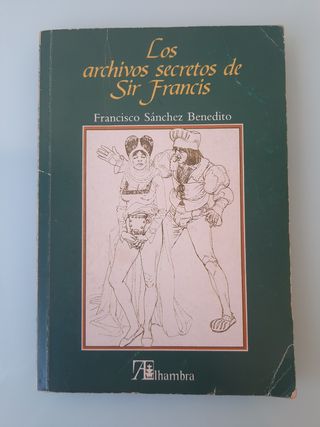 Los
archivos secretos de
Sir Francis
Francisco Sánchez Benedito
Alhambra